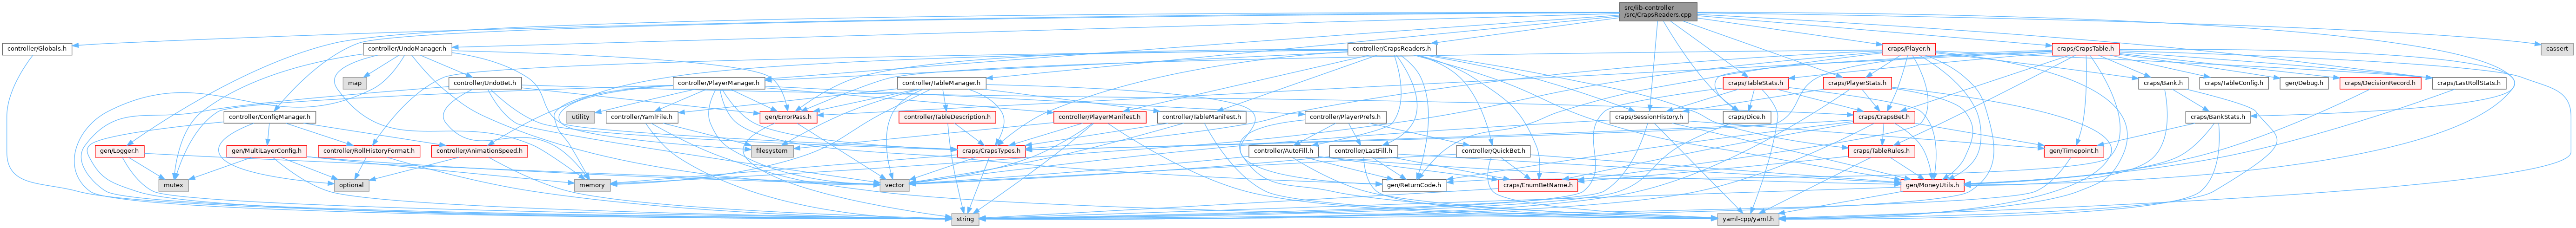 src/lib-controller
/src/CrapsReaders.cpp
controller/Globals.h
controller/UndoManager.h
controller/CrapsReaders.h
craps/Player.h
craps/CrapsTable.h
cassert
map
controller/UndoBet.h
controller/PlayerManager.h
controller/TableManager.h
craps/TableStats.h
craps/PlayerStats.h
craps/Bank.h
craps/TableConfig.h
gen/Debug.h
craps/DecisionRecord.h
craps/LastRollStats.h
controller/ConfigManager.h
utility
controller/YamlFile.h
gen/ErrorPass.h
controller/TableDescription.h
controller/PlayerManifest.h
controller/TableManifest.h
controller/PlayerPrefs.h
craps/SessionHistory.h
craps/Dice.h
craps/CrapsBet.h
craps/BankStats.h
gen/Logger.h
gen/MultiLayerConfig.h
controller/RollHistoryFormat.h
controller/AnimationSpeed.h
filesystem
craps/CrapsTypes.h
controller/AutoFill.h
controller/LastFill.h
controller/QuickBet.h
craps/TableRules.h
gen/Timepoint.h
mutex
optional
memory
vector
gen/ReturnCode.h
craps/EnumBetName.h
gen/MoneyUtils.h
string
yaml-cpp/yaml.h